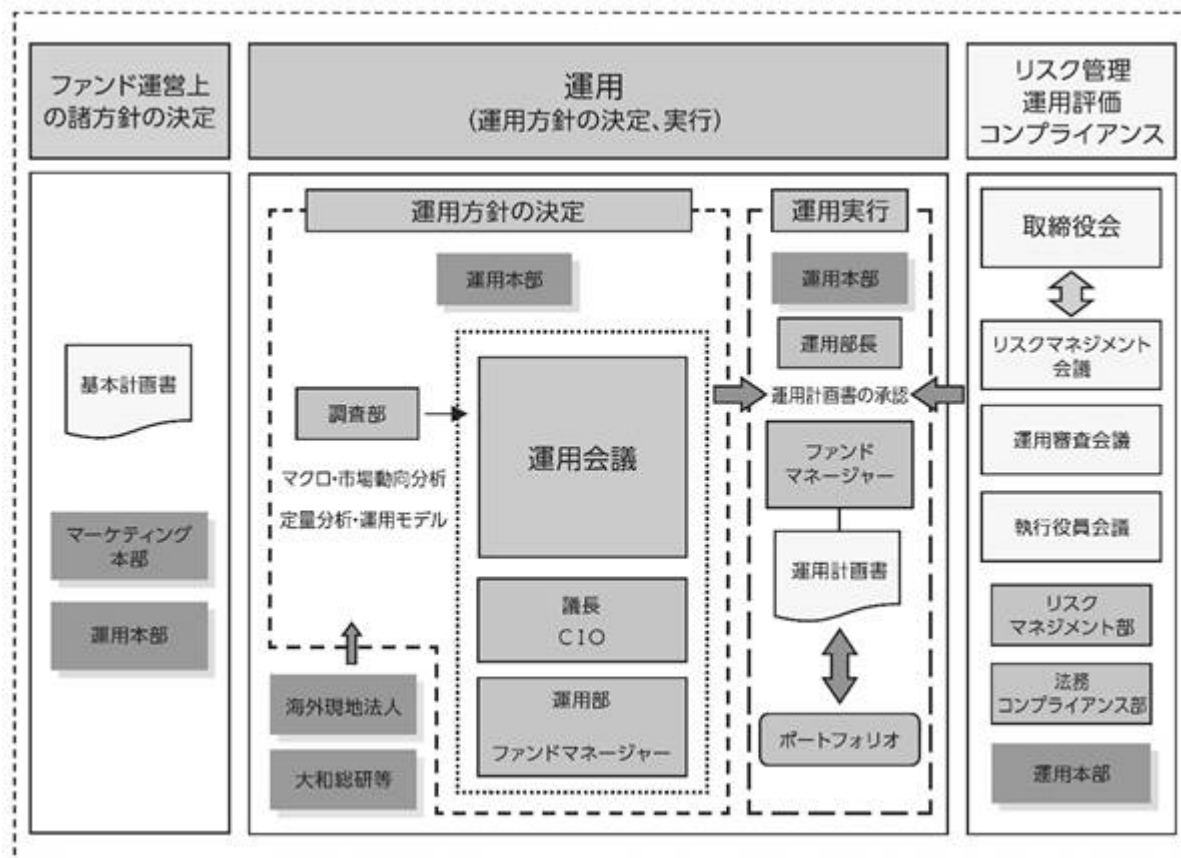 ファンド運営上
の諸方針の決定
運用
(運用方針の決定、実行)
リスク管理
運用評価
コンプライアンス
基本計画書
マーケティング
本部
運用本部
運用方針の決定
運用本部
調査部
マクロ・市場動向分析
定量分析・運用モデル
運用会議
議長
CIO
運用部
ファンドマネージャー
海外現地法人
大和総研等
運用実行
運用本部
運用部長
運用計画書の承認
ファンド
マネージャー
運用計画書
ポートフォリオ
取締役会
リスクマネジメント
会議
運用審査会議
執行役員会議
リスク
マネジメント部
法務
コンプライアンス部
運用本部